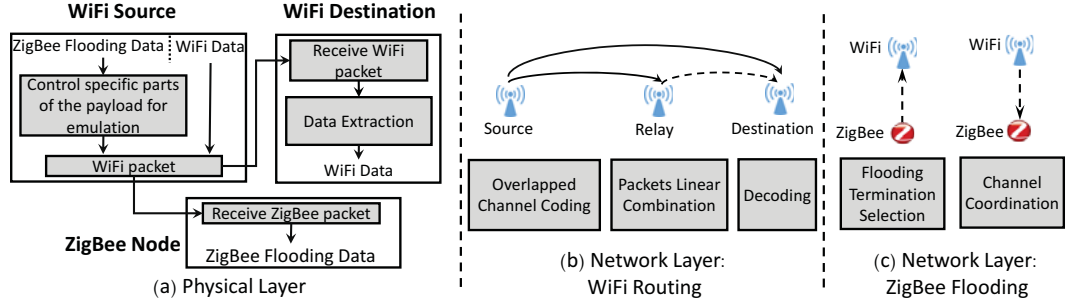 WiFi Source
ZigBee Flooding Data
WiFi Data
Control specific parts
of the payload for
emulation
WiFi packet
WiFi Destination
Receive WiFi
packet
Data Extraction
WiFi Data
ZigBee Node
Receive ZigBee packet
ZigBee Flooding Data
(a) Physical Layer
Source
Relay
Destination
Overlapped
Channel Coding
Packets Linear
Combination
Decoding
(b) Network Layer:
WiFi Routing
WiFi
WiFi
ZigBee
Z
ZigBee
Z
Flooding
Termination
Selection
Channel
Coordination
(c) Network Layer:
ZigBee Flooding